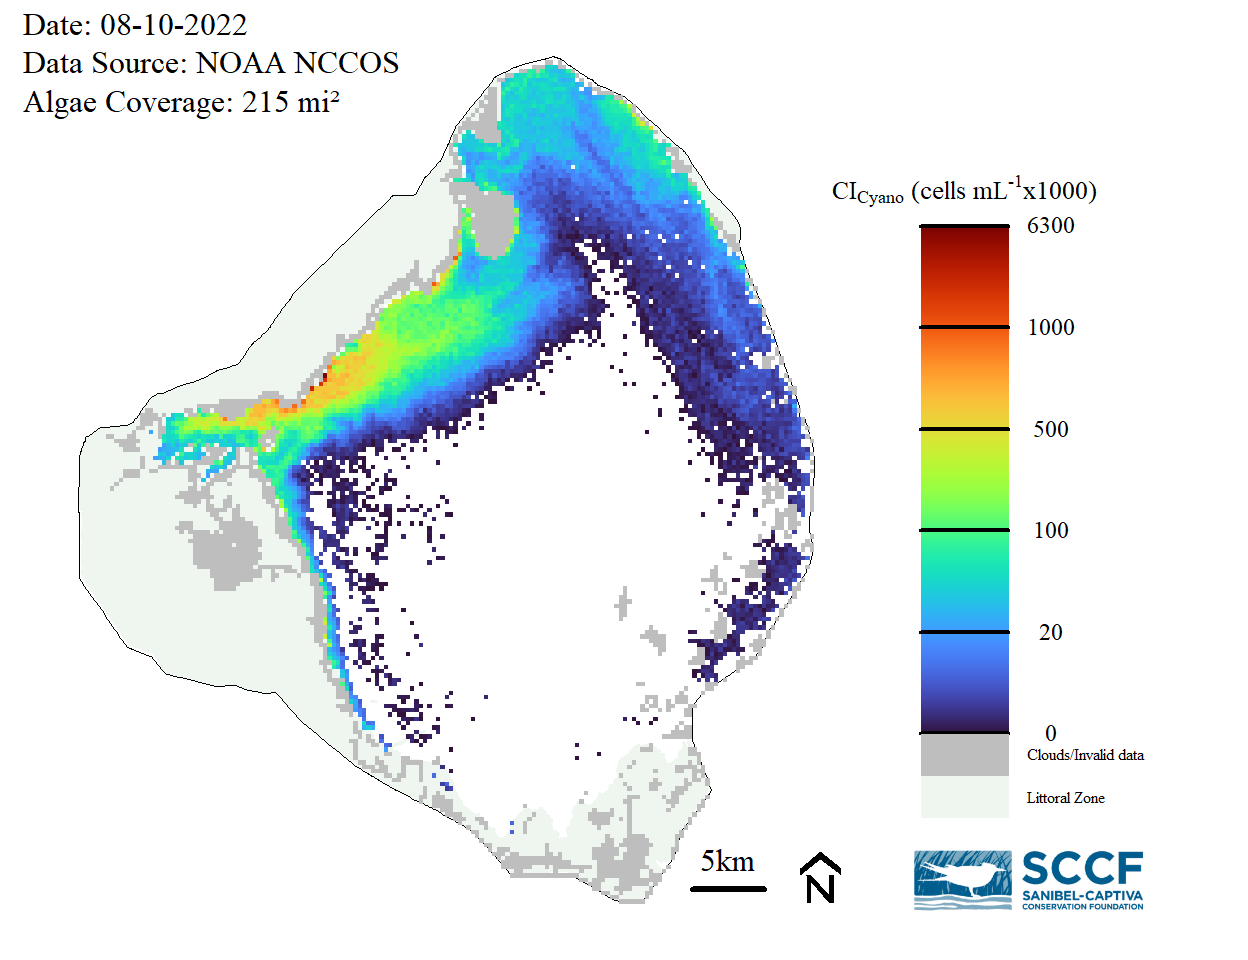 Date: 08-10-2022
Data Source: NOAA NCCOS
Algae Coverage: 215 mi²
CICyano (cells mL-1x1000)
6300
1000
500
100
20
0
Clouds/Invalid data
Littoral Zone
5km
N
SCCF
SANIBEL-CAPTIVA
CONSERVATION FOUNDATION